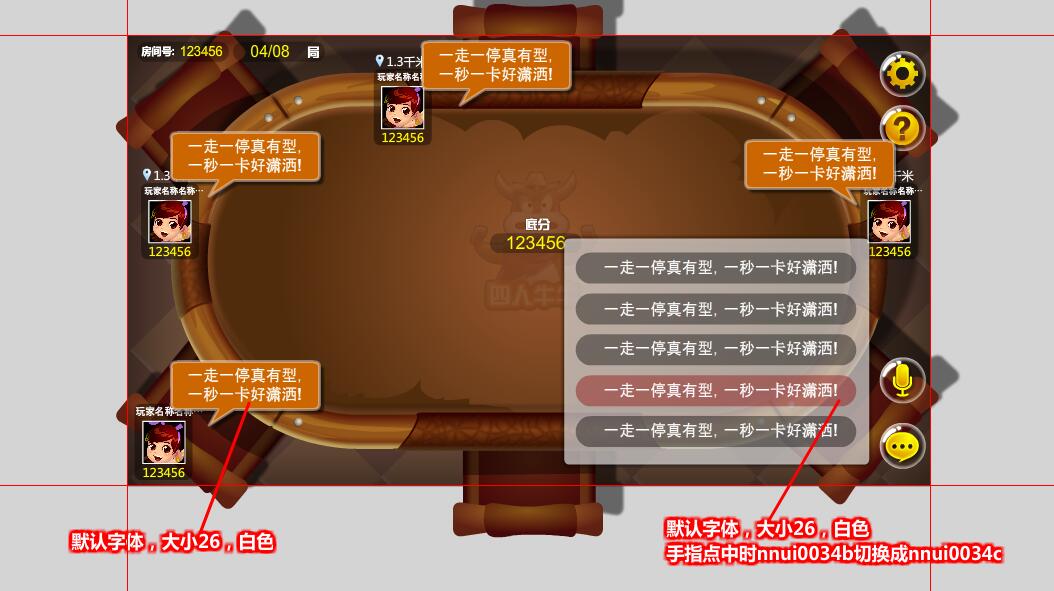 房间号: 123456 04/08 局
1.3千米
玩家名称名
123456
一走一停真有型,
一秒一卡好潇洒!
一走一停真有型,
一秒一卡好潇洒!
1.3
玩家名称名称…
123456
一走一停真有型,
一秒一卡好潇洒!
千米
玩家名称名称…
123456
底分
123456
四人牛
一走一停真有型, 一秒一卡好潇洒!
一走一停真有型, 一秒一卡好潇洒!
一走一停真有型, 一秒一卡好潇洒!
一走一停真有型, 一秒一卡好潇洒!
一走一停真有型, 一秒一卡好潇洒!
一走一停真有型,
一秒一卡好潇洒!
玩家名称名称…
123456
默认字体，大小26，白色
默认字体，大小26，白色
手指点中时nnui0034b切换成nnui0034c